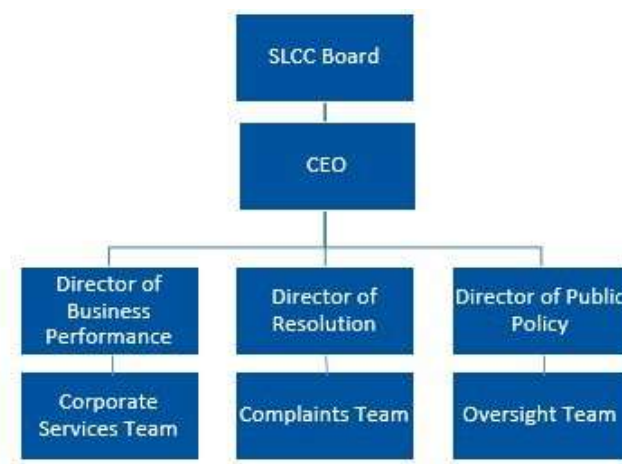 SLCC Board
CEO
Director of
Business
Performance
Director of
Resolution
Director of Public
Policy
Corporate
Services Team
Complaints Team
Oversight Team